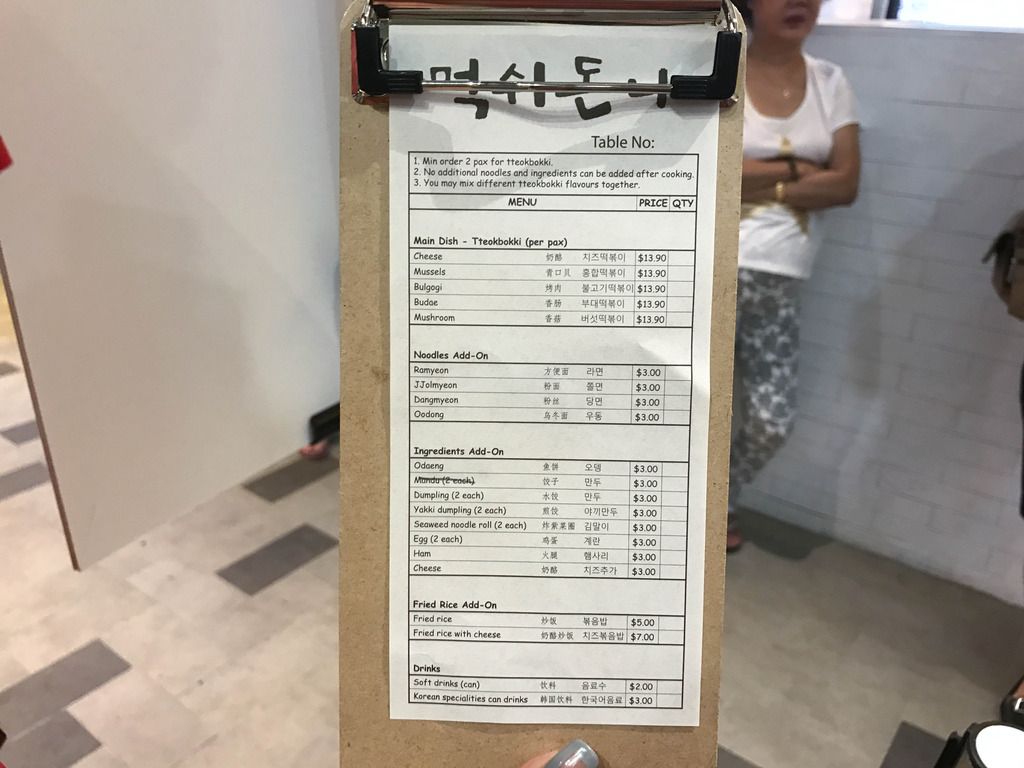 먹쉬돈나
Table No:
1. Min order 2 pax for tteokbokki.
2. No additional noodles and ingredients can be added after cooking.
3. You may mix different tteokbokki flavours together.
MENU PRICE QTY
Main Dish - Tteokbokki (per pax)
Cheese 奶酪 치즈떡볶이 $13.90
Mussels 青口贝 홍합떡볶이 $13.90
Bulgogi 烤肉 불고기떡볶이 $13.90
Budae 香肠 부대떡볶이 $13.90
Mushroom 香菇 버섯떡볶이 $13.90
Noodles Add-On
Ramyeon 方便面 라면 $3.00
JJolmyeon 粉面 쫄면 $3.00
Dangmyeon 粉丝 당면 $3.00
Oodong 乌冬面 우동 $3.00
Ingredients Add-On
Odaeng 鱼饼 오뎅 $3.00
Mandu (2 each) 饺子 만두 $3.00
Dumpling (2 each) 水饺 만두 $3.00
Yakki dumpling (2 each) 煎饺 야끼만두 $3.00
Seaweed noodle roll (2 each) 炸紫菜圈 김말이 $3.00
Egg (2 each) 鸡蛋 계란 $3.00
Ham 火腿 햄사리 $3.00
Cheese 奶酪 치즈추가 $3.00
Fried Rice Add-On
Fried rice 炒饭 볶음밥 $5.00
Fried rice with cheese 奶酪炒饭 치즈볶음밥 $7.00
Drinks
Soft drinks (can) 饮料 음료수 $2.00
Korean specialities can drinks 韩国饮料 한국어음료 $3.00